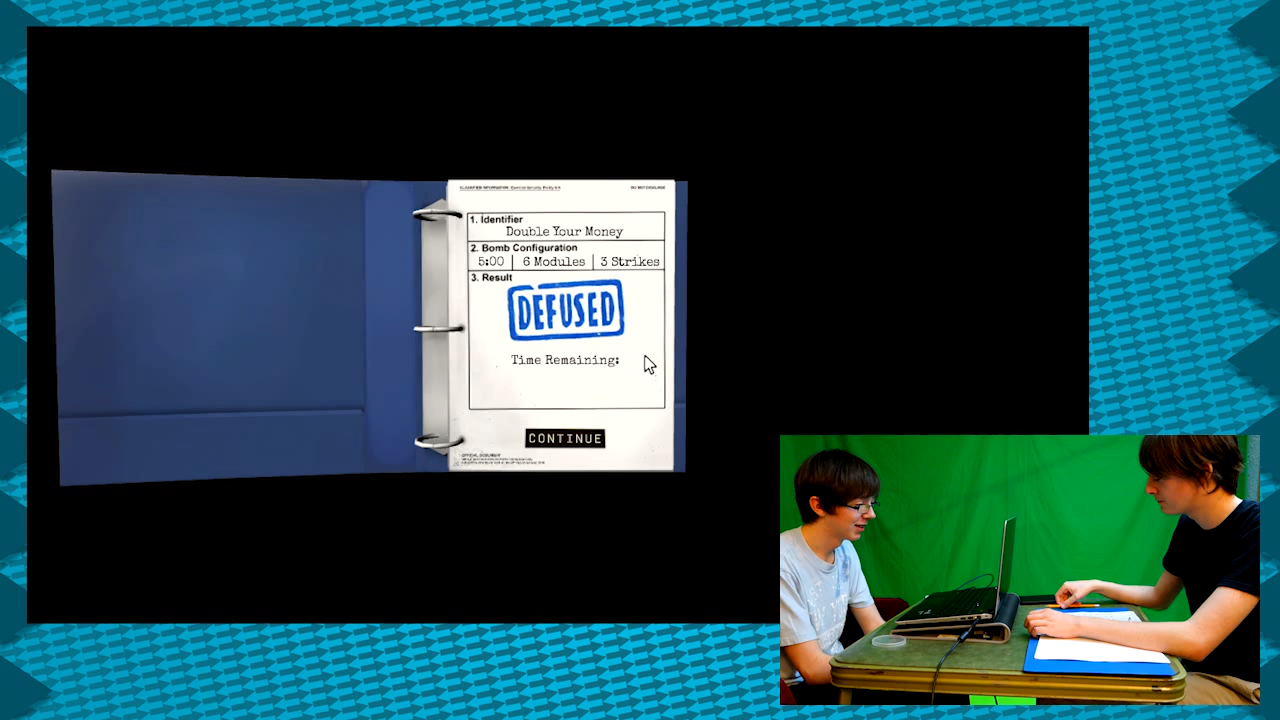 1. Identifier
Double Your Money
2. Bomb Configuration
5:00 | 6 Modules | 3 Strikes
3. Result
DEFUSED
Time Remaining:
CONTINUE